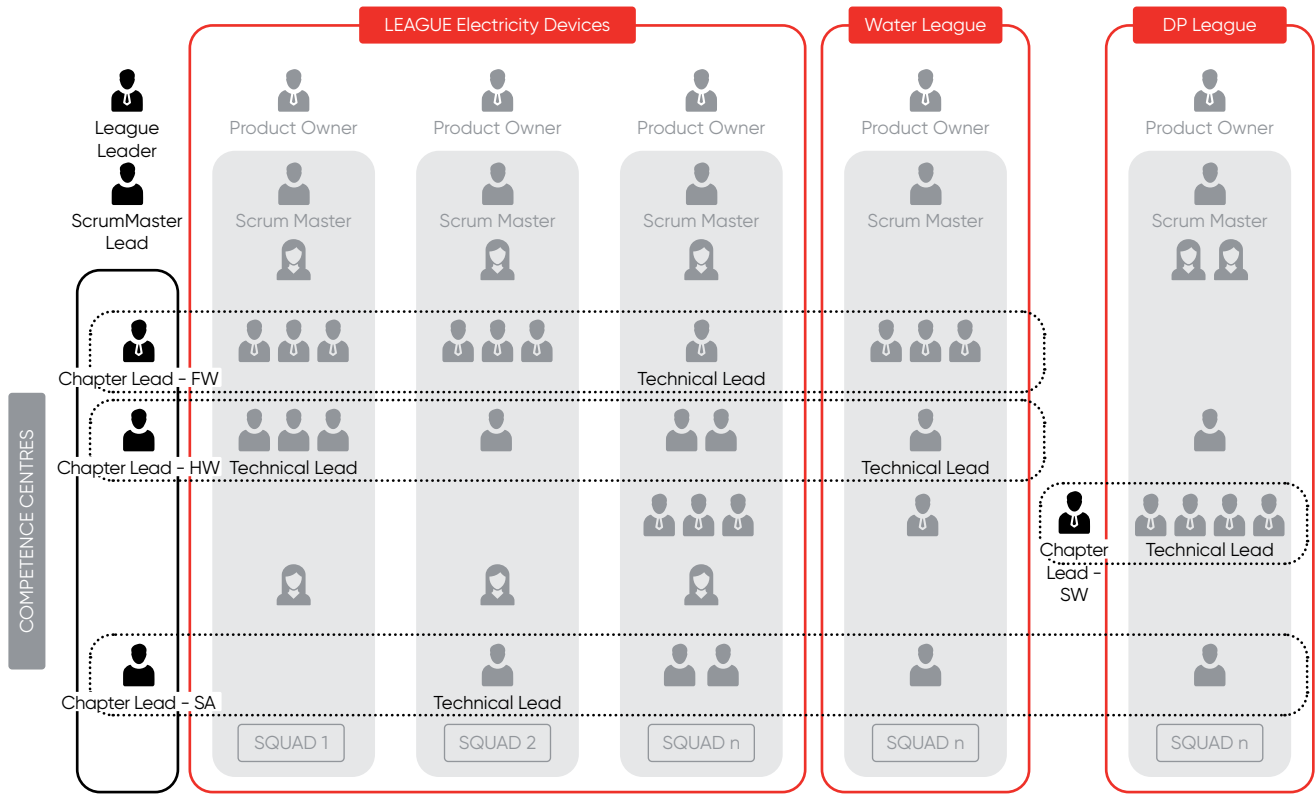 LEAGUE Electricity Devices
Water League
DP League
League
Leader
Product Owner
Product Owner
Product Owner
Product Owner
Product Owner
ScrumMaster
Lead
Scrum Master
Scrum Master
Scrum Master
Scrum Master
Scrum Master
COMPETENCE CENTRES
Chapter Lead - FW
Technical Lead
Chapter Lead - HW
Technical Lead
Technical Lead
Chapter
Lead -
SW
Technical Lead
Chapter Lead - SA
Technical Lead
SQUAD 1
SQUAD 2
SQUAD n
SQUAD n
SQUAD n